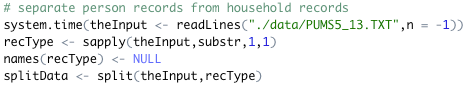 # separate person records from household records
system.time(theInput <- readLines("./data/PUMS5_13.TXT",n = -1))
recType <- sapply(theInput,substr,1,1)
names(recType) <- NULL
splitData <- split(theInput,recType)